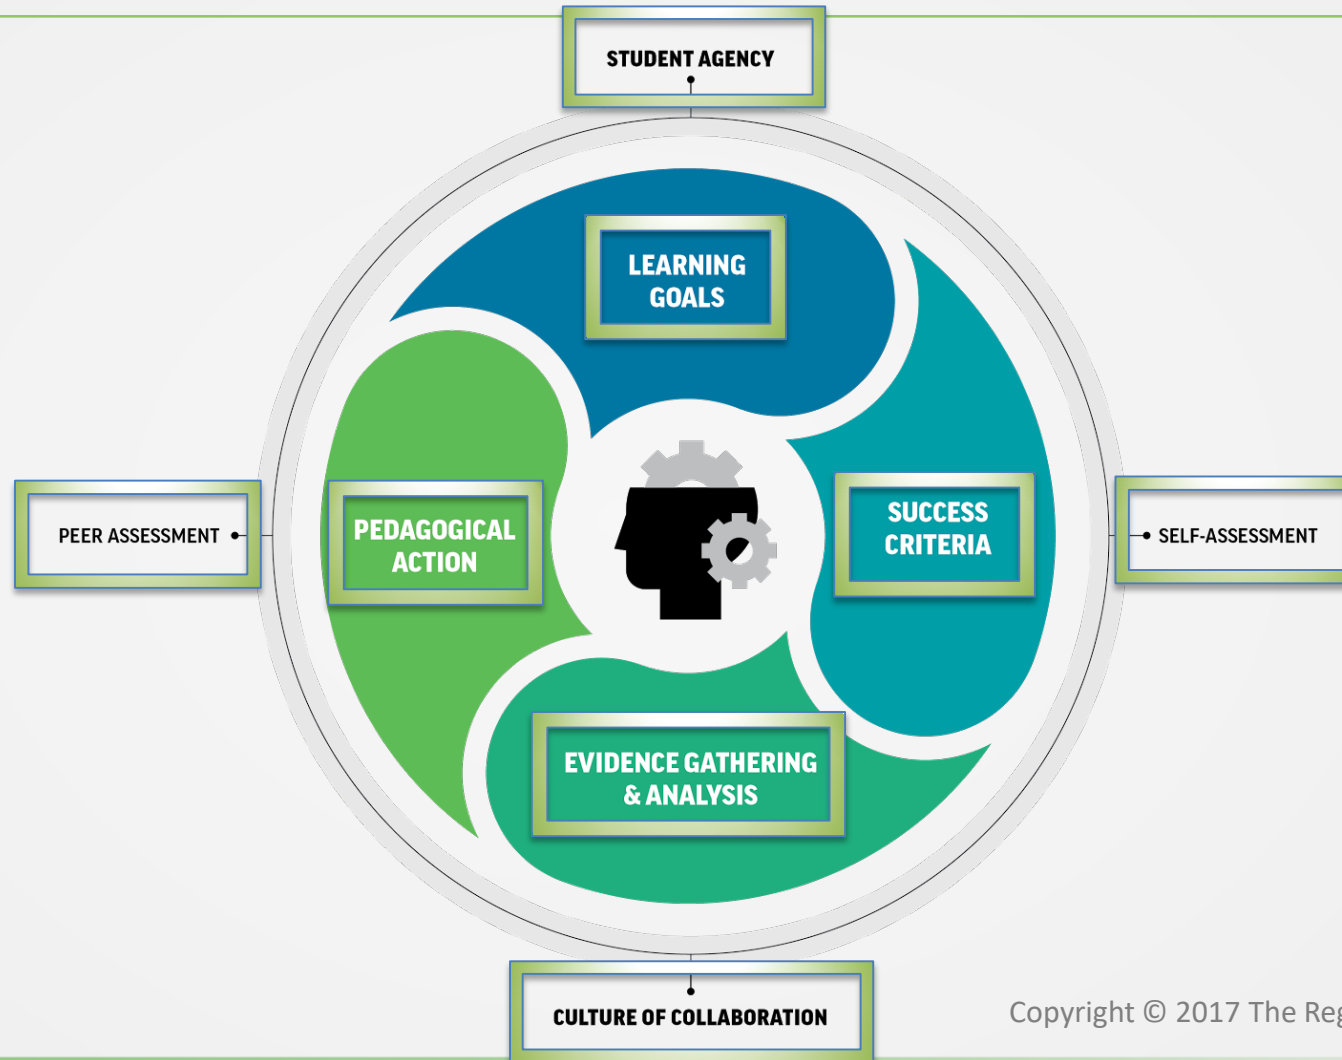 STUDENT AGENCY
LEARNING
GOALS
PEDAGOGICAL
ACTION
SUCCESS
CRITERIA
PEER ASSESSMENT
SELF-ASSESSMENT
EVIDENCE GATHERING
& ANALYSIS
CULTURE OF COLLABORATION
Copyright © 2017 The